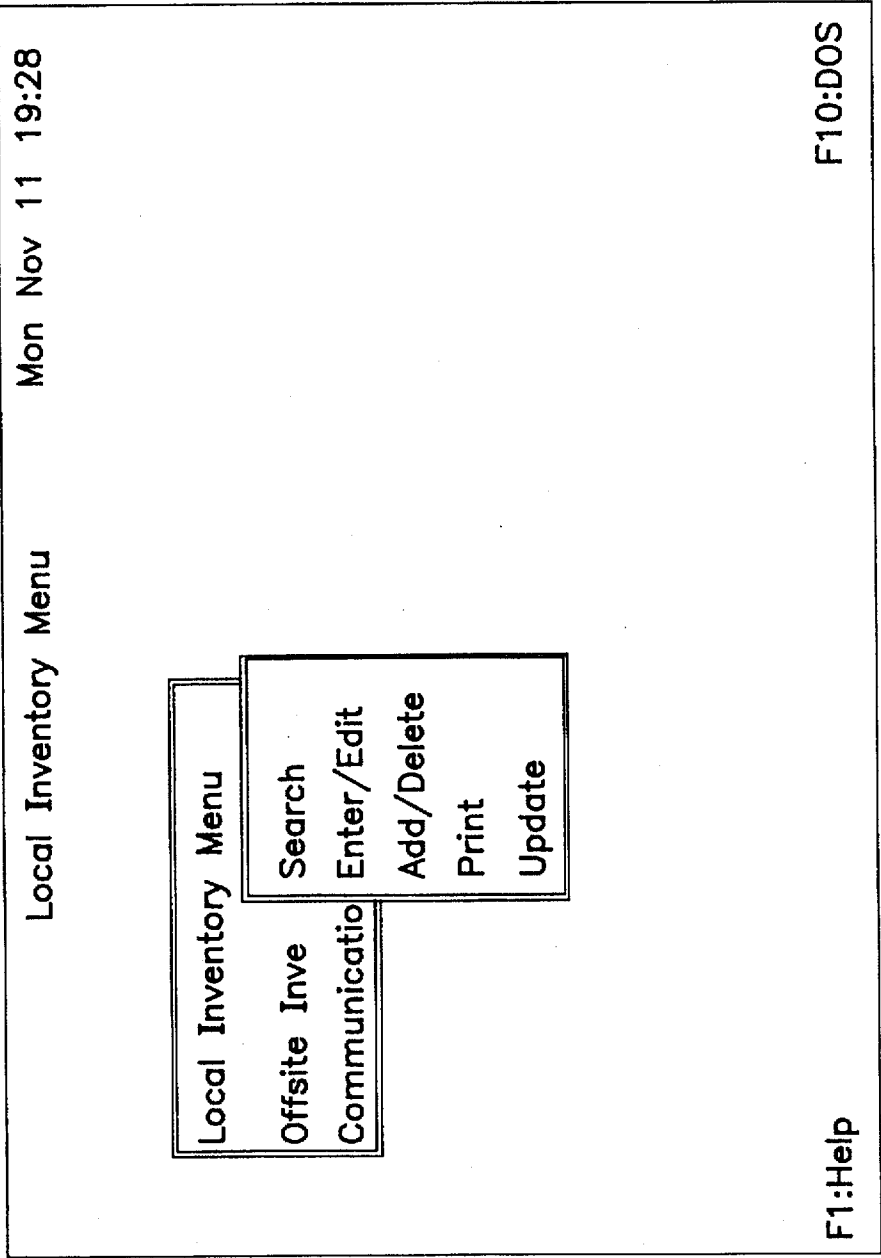 Local Inventory Menu Mon Nov 11 19:28
Local Inventory Menu
Offsite Inve Search
Communicatio Enter/Edit
Add/Delete
Print
Update
F1:Help F10:DOS